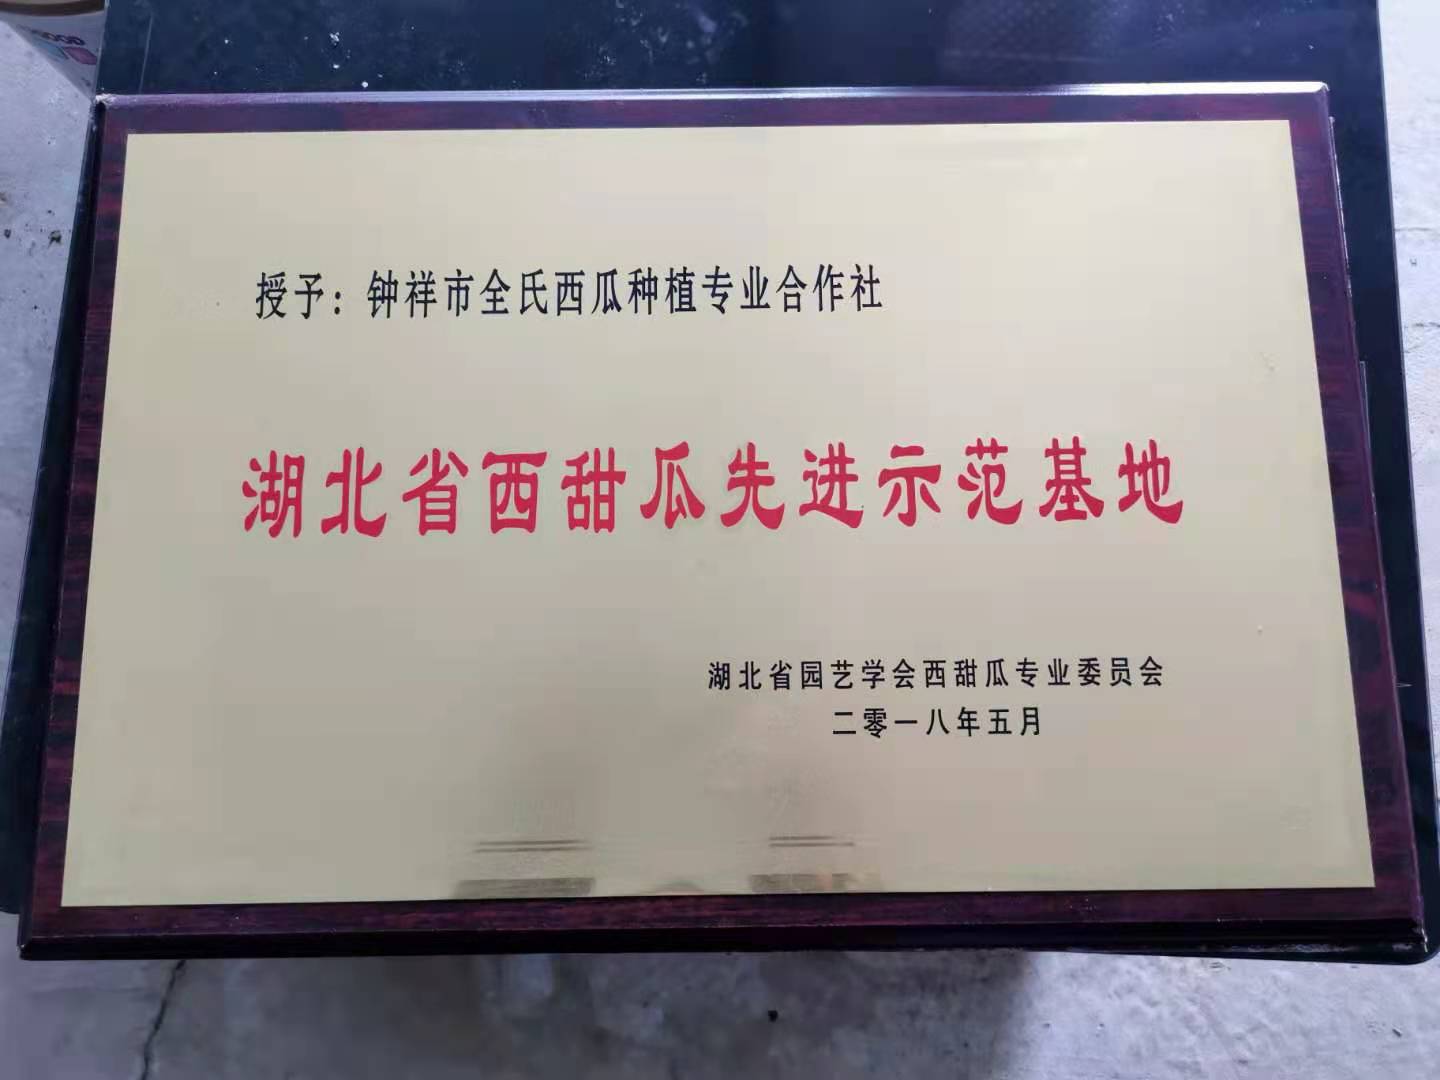 授予：钟祥市全氏西瓜种植专业合作社
湖北省西甜瓜先进示范基地
湖北省园艺学会西甜瓜专业委员会
二零一八年五月